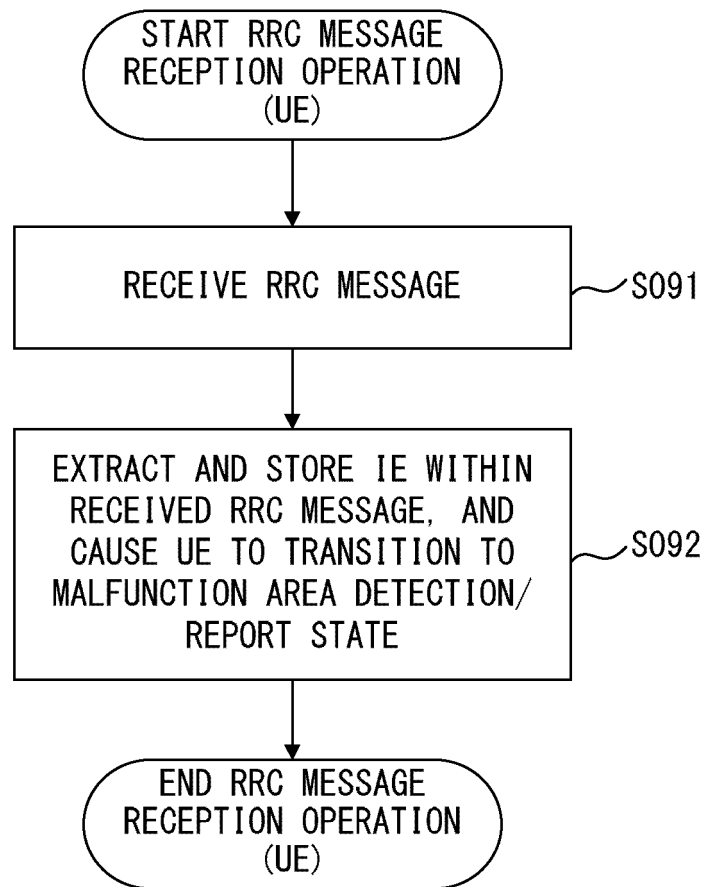 START RRC MESSAGE
RECEPTION OPERATION
(UE)
RECEIVE RRC MESSAGE
S091
EXTRACT AND STORE IE WITHIN
RECEIVED RRC MESSAGE, AND
CAUSE UE TO TRANSITION TO
MALFUNCTION AREA DETECTION/
REPORT STATE
S092
END RRC MESSAGE
RECEPTION OPERATION
(UE)